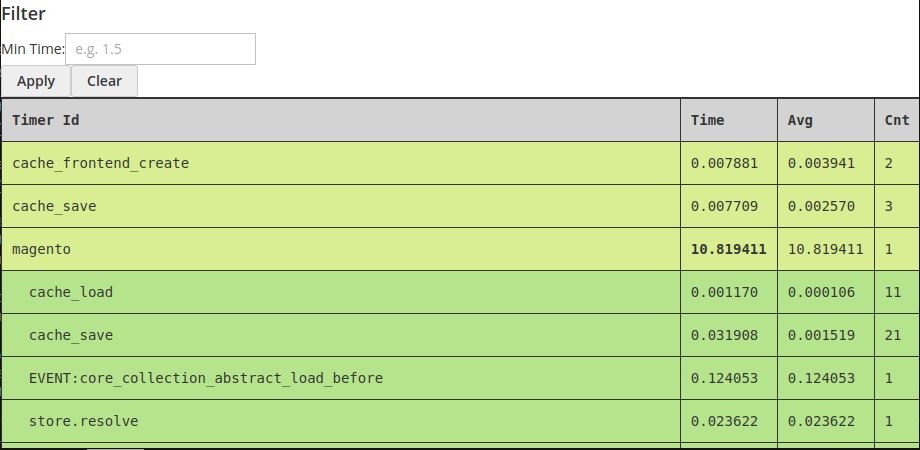 Filter
Min Time: e.g. 1.5
Apply Clear
Timer Id Time Avg Cnt
cache_frontend_create 0.007881 0.003941 2
cache_save 0.007709 0.002570 3
magento 10.819411 10.819411 1
cache_load 0.001170 0.000106 11
cache_save 0.031908 0.001519 21
EVENT:core_collection_abstract_load_before 0.124053 0.124053 1
store.resolve 0.023622 0.023622 1